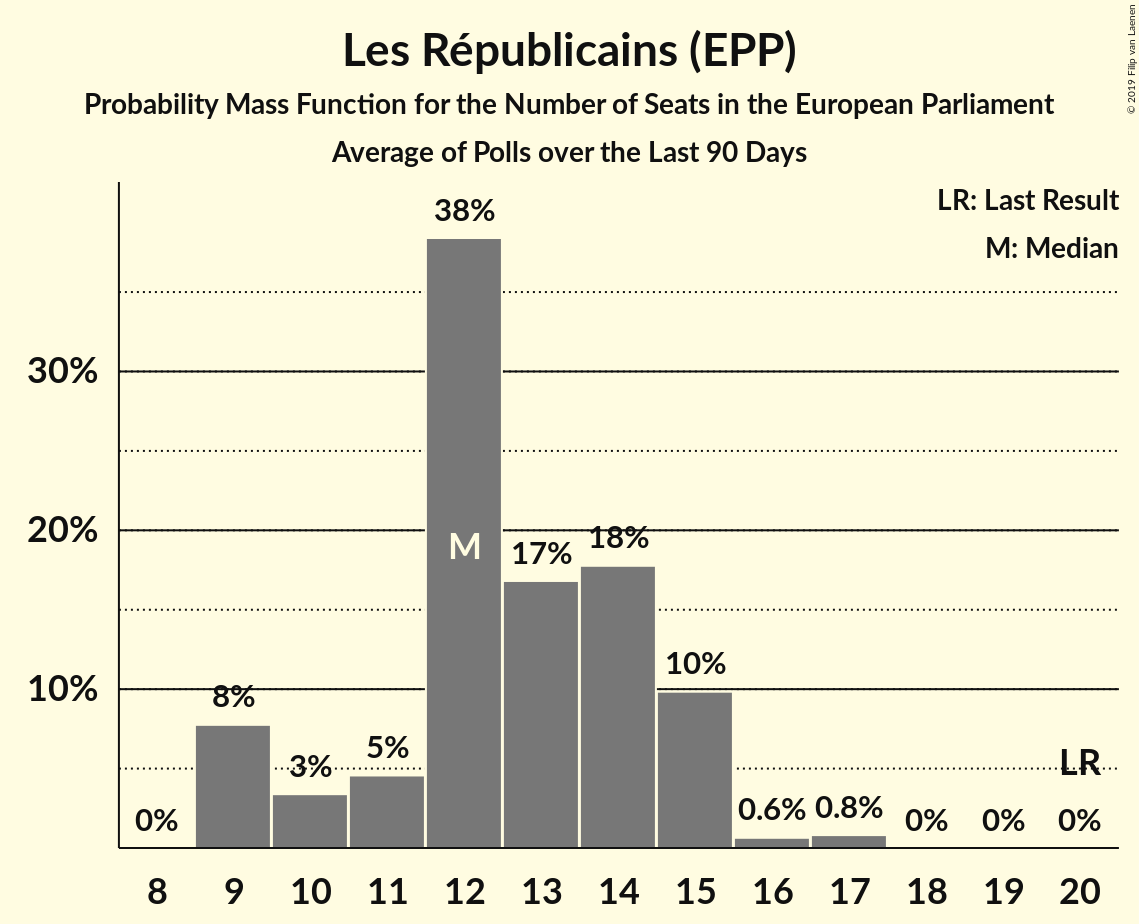 Les Républicains (EPP)
Probability Mass Function for the Number of Seats in the European Parliament
Average of Polls over the Last 90 Days
© 2019 Filip van Laenen
LR: Last Result
M: Median
38%
30%
20%
10%
M
17%
18%
10%
8%
3%
5%
0%
0.6%
0.8%
0%
0%
LR
0%
8 9 10 11 12 13 14 15 16 17 18 19 20